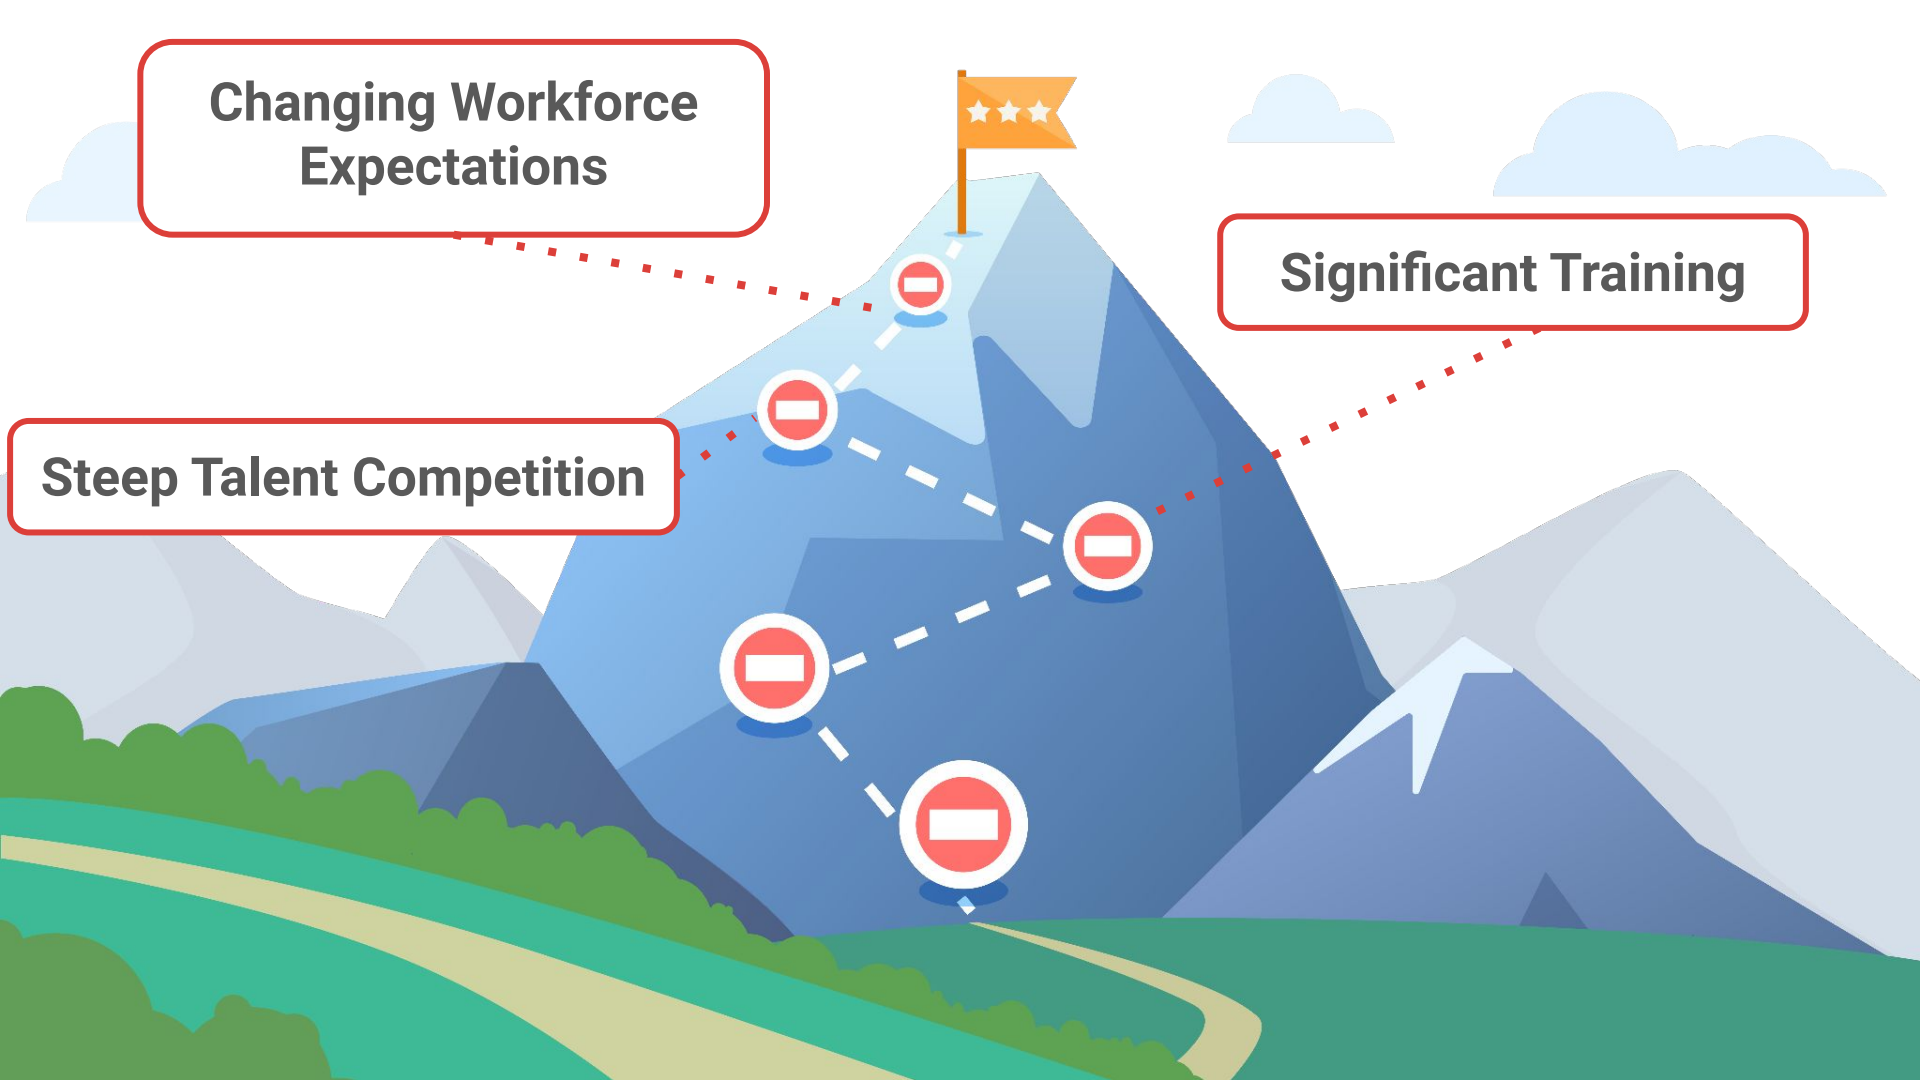 Changing Workforce
Expectations
Significant Training
Steep Talent Competition